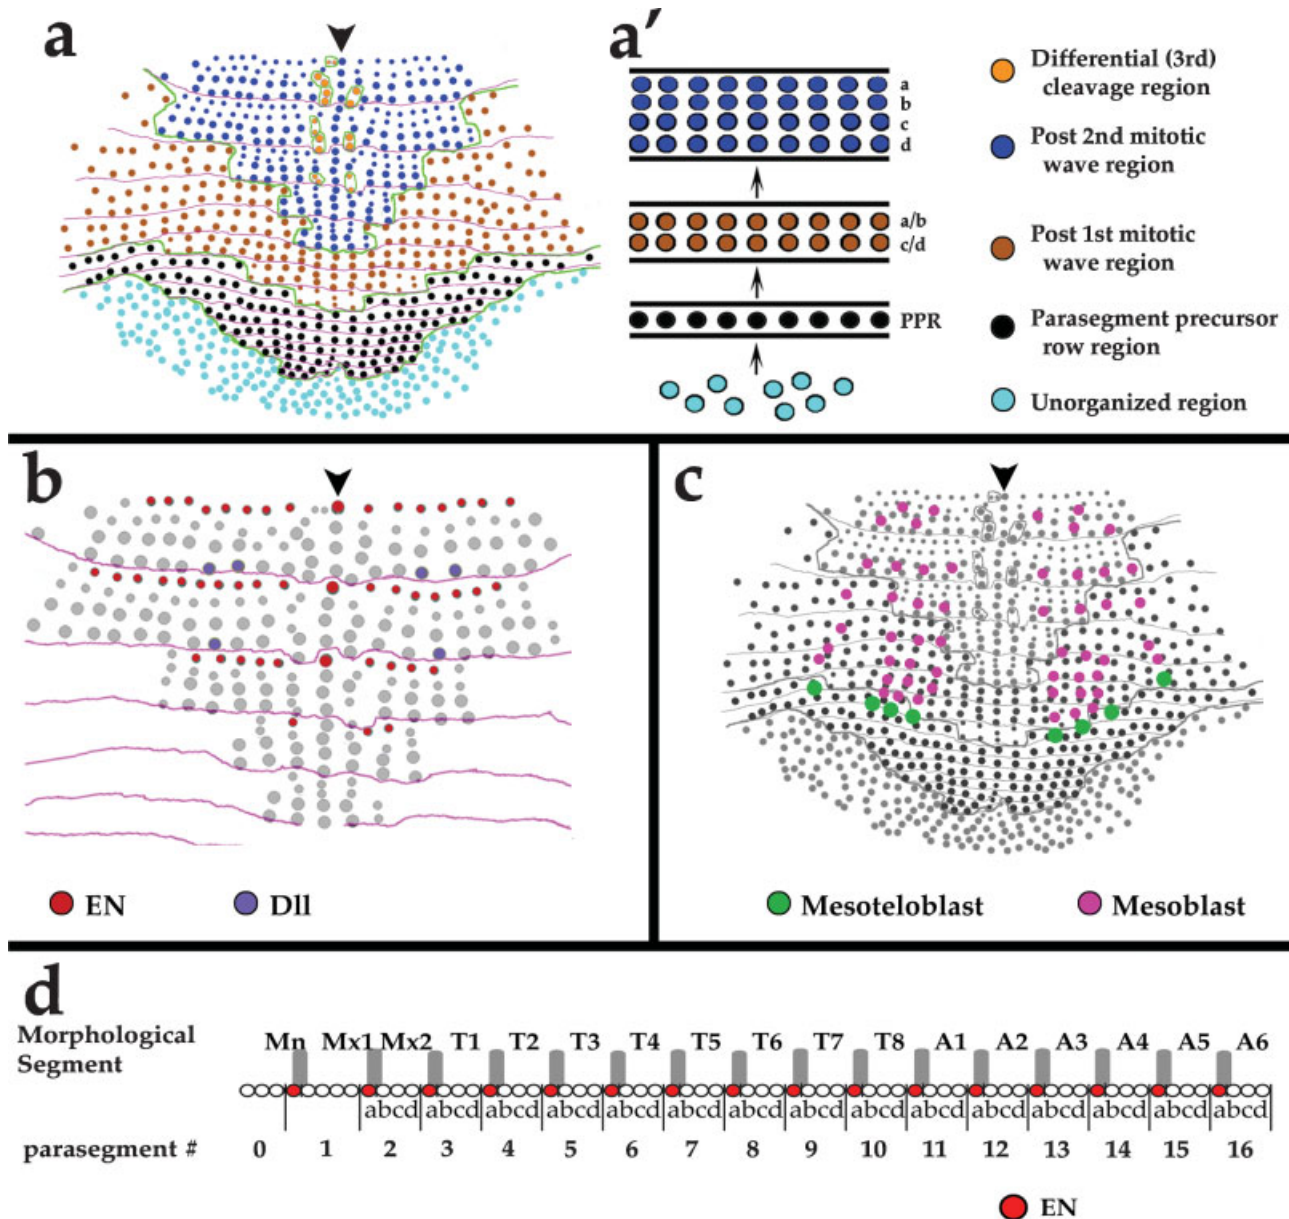 a
a′
a
b
c
d
a/b
c/d
PPR
Differential (3rd)
cleavage region
Post 2nd mitotic
wave region
Post 1st mitotic
wave region
Parasegment precursor
row region
Unorganized region
b
EN
Dll
c
Mesoteloblast
Mesoblast
d
Morphological
Segment
Mn Mx1 Mx2 T1 T2 T3 T4 T5 T6 T7 T8 A1 A2 A3 A4 A5 A6
abcd abcd abcd abcd abcd abcd abcd abcd abcd abcd abcd abcd abcd abcd abcd
parasegment # 0 1 2 3 4 5 6 7 8 9 10 11 12 13 14 15 16
EN